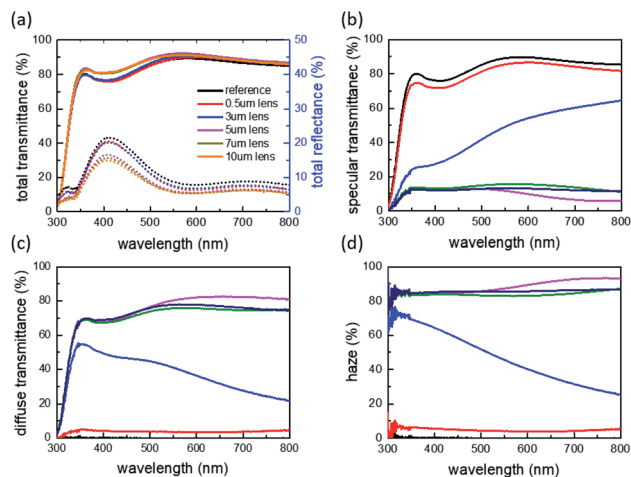 (a)
100
80
60
40
20
0
50
40
30
20
10
0
300 400 500 600 700 800
total transmittance (%)
total reflectance (%)
wavelength (nm)
reference
0.5um lens
3um lens
5um lens
7um lens
10um lens
(b)
100
80
60
40
20
0
300 400 500 600 700 800
specular transmittanec (%)
wavelength (nm)
(c)
100
80
60
40
20
0
300 400 500 600 700 800
diffuse transmittance (%)
wavelength (nm)
(d)
100
80
60
40
20
0
300 400 500 600 700 800
haze (%)
wavelength (nm)